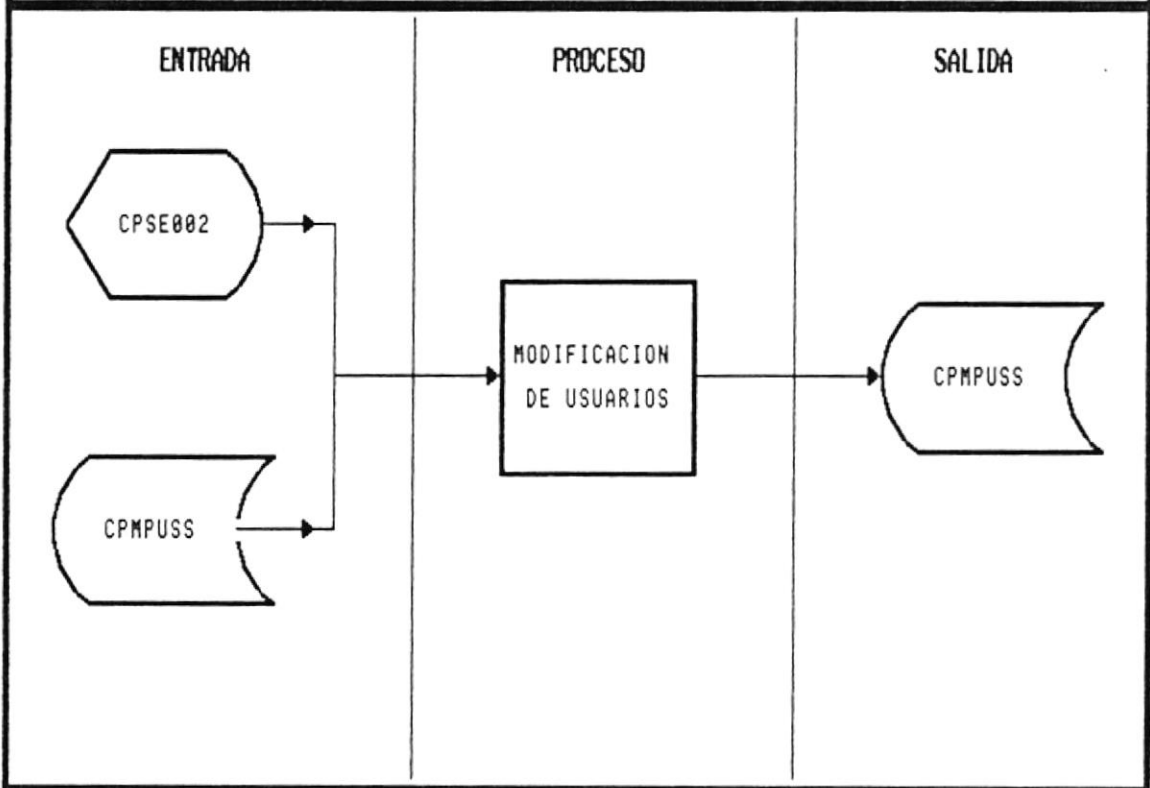 ENTRADA
PROCESO
SALIDA
CPSE002
MODIFICACION
DE USUARIOS
CPMPUSS
CPMPUSS